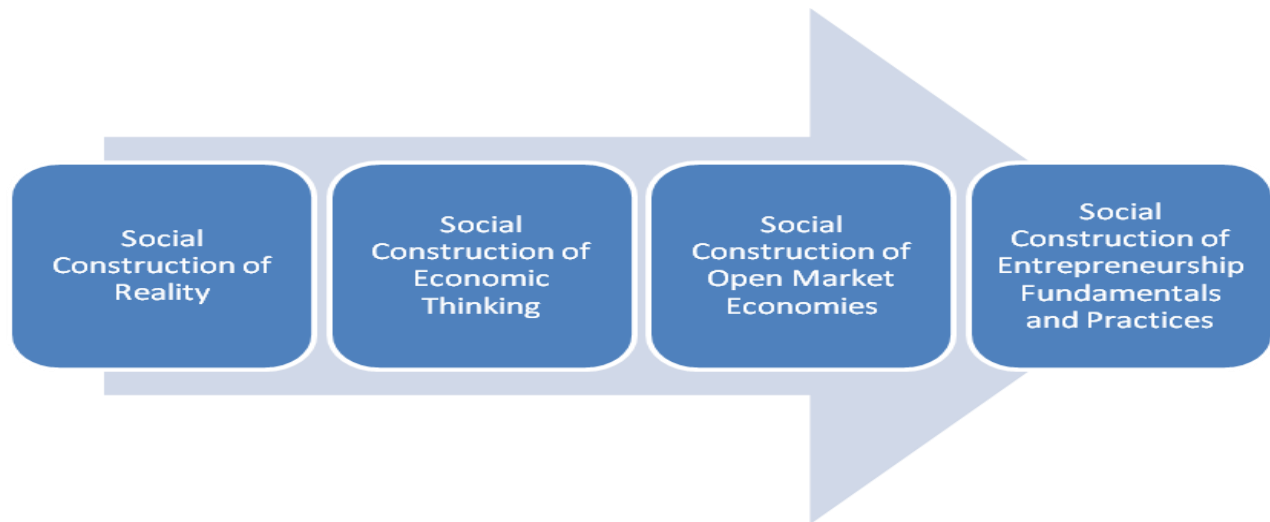 Social
Construction of
Reality
Social
Construction of
Economic
Thinking
Social
Construction of
Open Market
Economies
Social
Construction of
Entrepreneurship
Fundamentals
and Practices